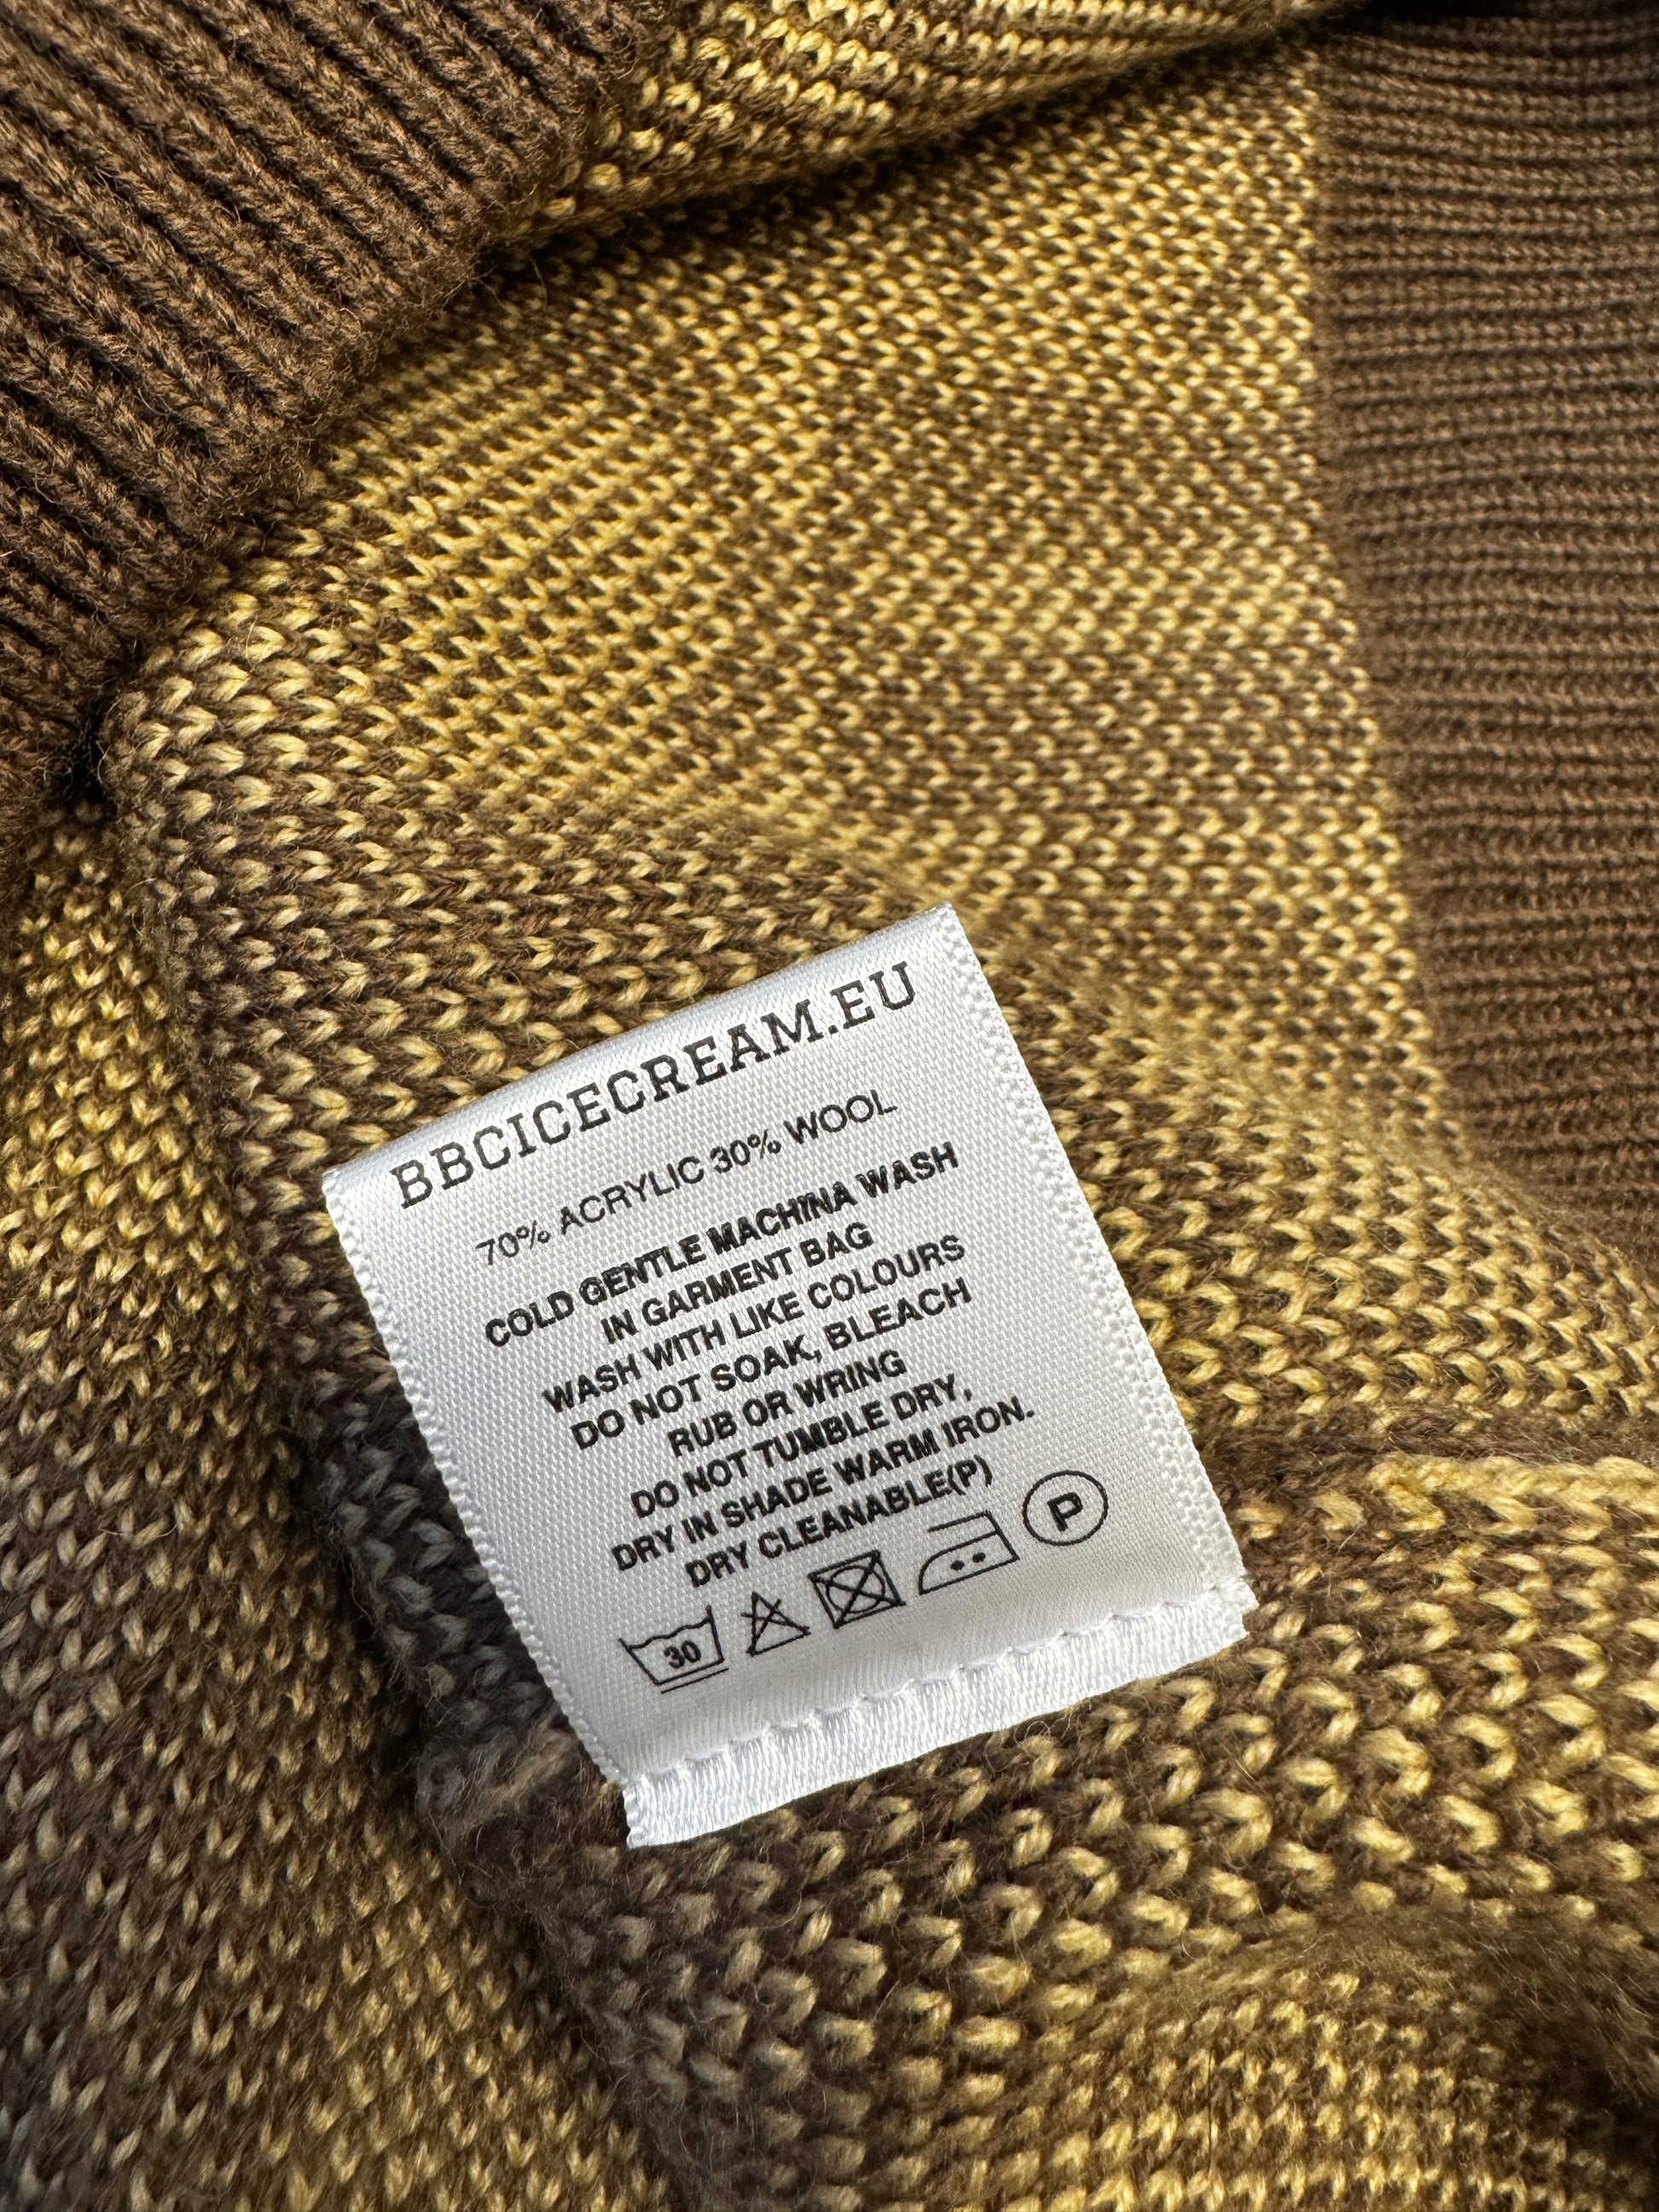 BBCICECREAM.EU
70% ACRYLIC 30% WOOL
COLD GENTLE MACHINA WASH
IN GARMENT BAG
WASH WITH LIKE COLOURS
DO NOT SOAK, BLEACH
RUB OR WRING
DO NOT TUMBLE DRY,
DRY IN SHADE WARM IRON.
DRY CLEANABLE(P)
30 P